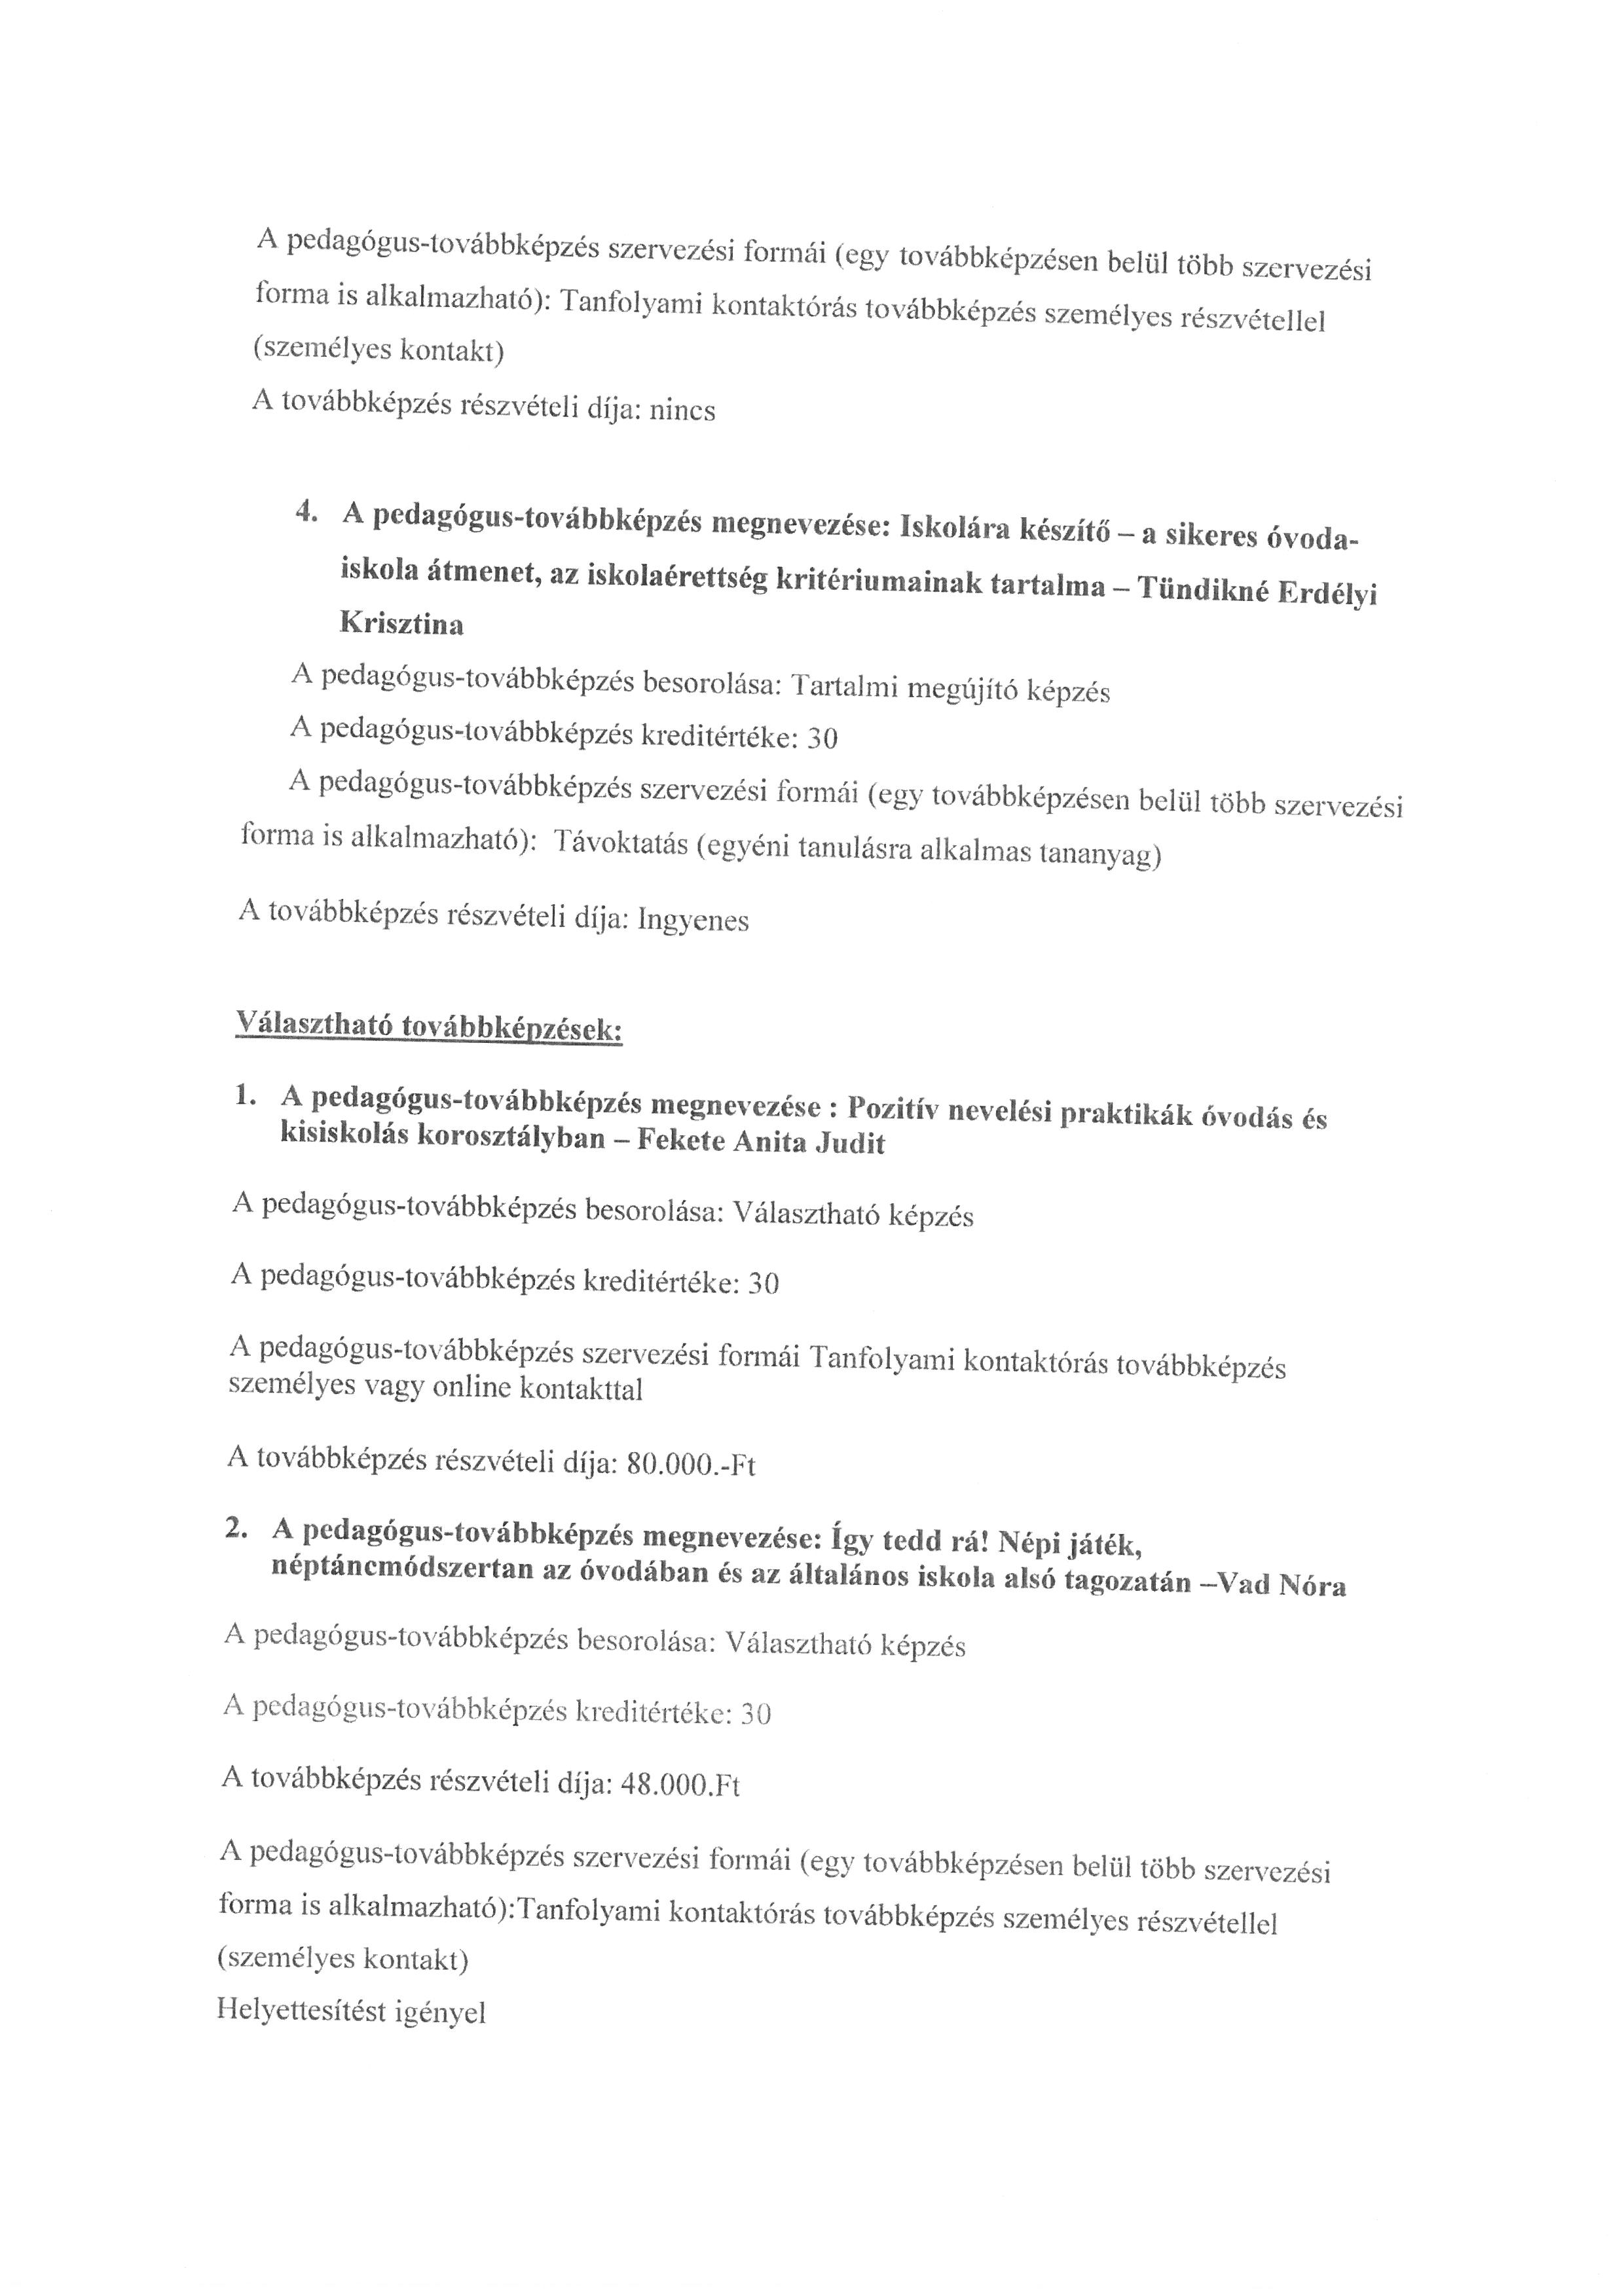 A pedagógus-továbbképzés szervezési formái (egy továbbképzésen belül több szervezési
forma is alkalmazható): Tanfolyami kontaktórás továbbképzés személyes részvétellel
(személyes kontakt)
A továbbképzés részvételi díja: nincs
4. A pedagógus-továbbképzés megnevezése: Iskolára készítő – a sikeres óvoda-
iskola átmenet, az iskolaérettség kritériumainak tartalma – Tündikné Erdélyi
Krisztina
A pedagógus-továbbképzés besorolása: Tartalmi megújító képzés
A pedagógus-továbbképzés kreditértéke: 30
A pedagógus-továbbképzés szervezési formái (egy továbbképzésen belül több szervezési
forma is alkalmazható): Távoktatás (egyéni tanulásra alkalmas tananyag)
A továbbképzés részvételi díja: Ingyenes
Választható továbbképzések:
1. A pedagógus-továbbképzés megnevezése : Pozitív nevelési praktikák óvodás és
kisiskolás korosztályban – Fekete Anita Judit
A pedagógus-továbbképzés besorolása: Választható képzés
A pedagógus-továbbképzés kreditértéke: 30
A pedagógus-továbbképzés szervezési formái Tanfolyami kontaktórás továbbképzés
személyes vagy online kontakttal
A továbbképzés részvételi díja: 80.000.-Ft
2. A pedagógus-továbbképzés megnevezése: Így tedd rá! Népi játék,
néptáncmódszertan az óvodában és az általános iskola alsó tagozatán –Vad Nóra
A pedagógus-továbbképzés besorolása: Választható képzés
A pedagógus-továbbképzés kreditértéke: 30
A továbbképzés részvételi díja: 48.000.Ft
A pedagógus-továbbképzés szervezési formái (egy továbbképzésen belül több szervezési
forma is alkalmazható):Tanfolyami kontaktórás továbbképzés személyes részvétellel
(személyes kontakt)
Helyettesítést igényel